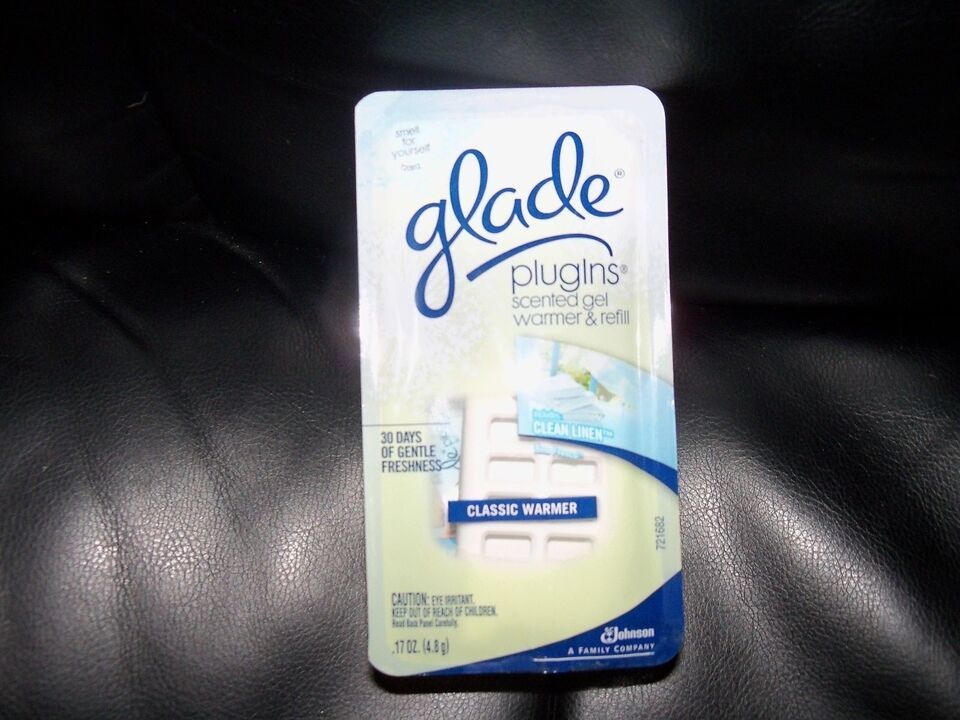 smell
for
yourself
glade®
plugIns®
scented gel
warmer & refill
includes
CLEAN LINEN™
30 DAYS
OF GENTLE
FRESHNESS
CLASSIC WARMER
721682
CAUTION: EYE IRRITANT.
KEEP OUT OF REACH OF CHILDREN.
Read Back Panel Carefully.
.17 OZ. (4.8 g)
SC Johnson
A FAMILY COMPANY